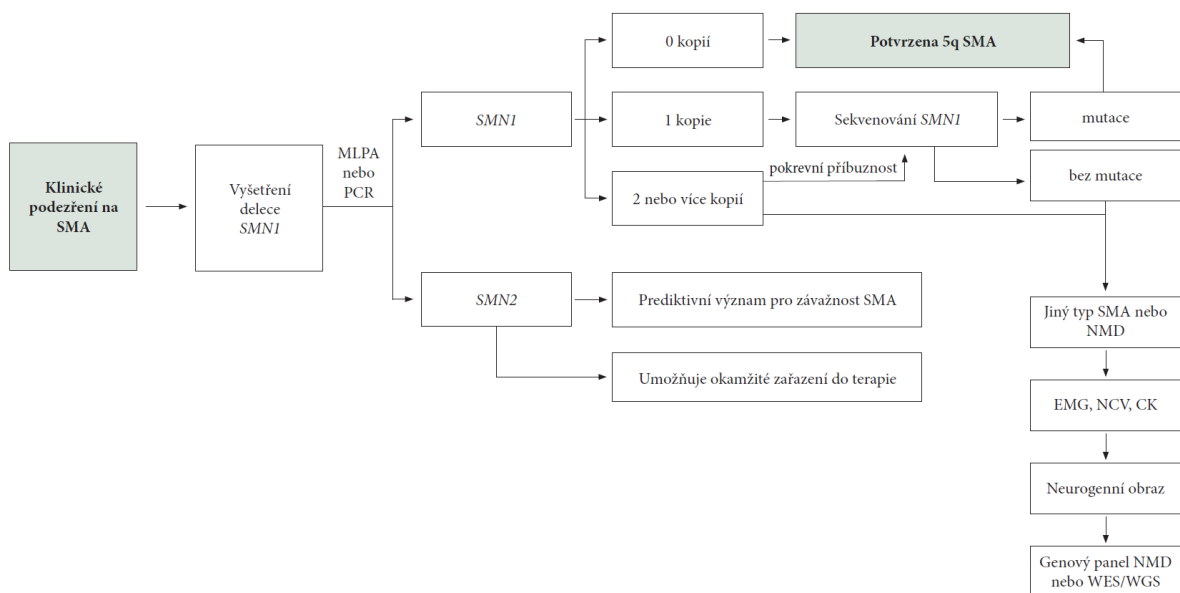 Klinické
podezření na
SMA
Vyšetření
delece
SMN1
MLPA
nebo
PCR
SMN1
0 kopií
Potvrzena 5q SMA
1 kopie
Sekvenování SMN1
mutace
pokrevní příbuznost
bez mutace
2 nebo více kopií
SMN2
Prediktivní význam pro závažnost SMA
Umožňuje okamžité zařazení do terapie
Jiný typ SMA nebo
NMD
EMG, NCV, CK
Neurogenní obraz
Genový panel NMD
nebo WES/WGS